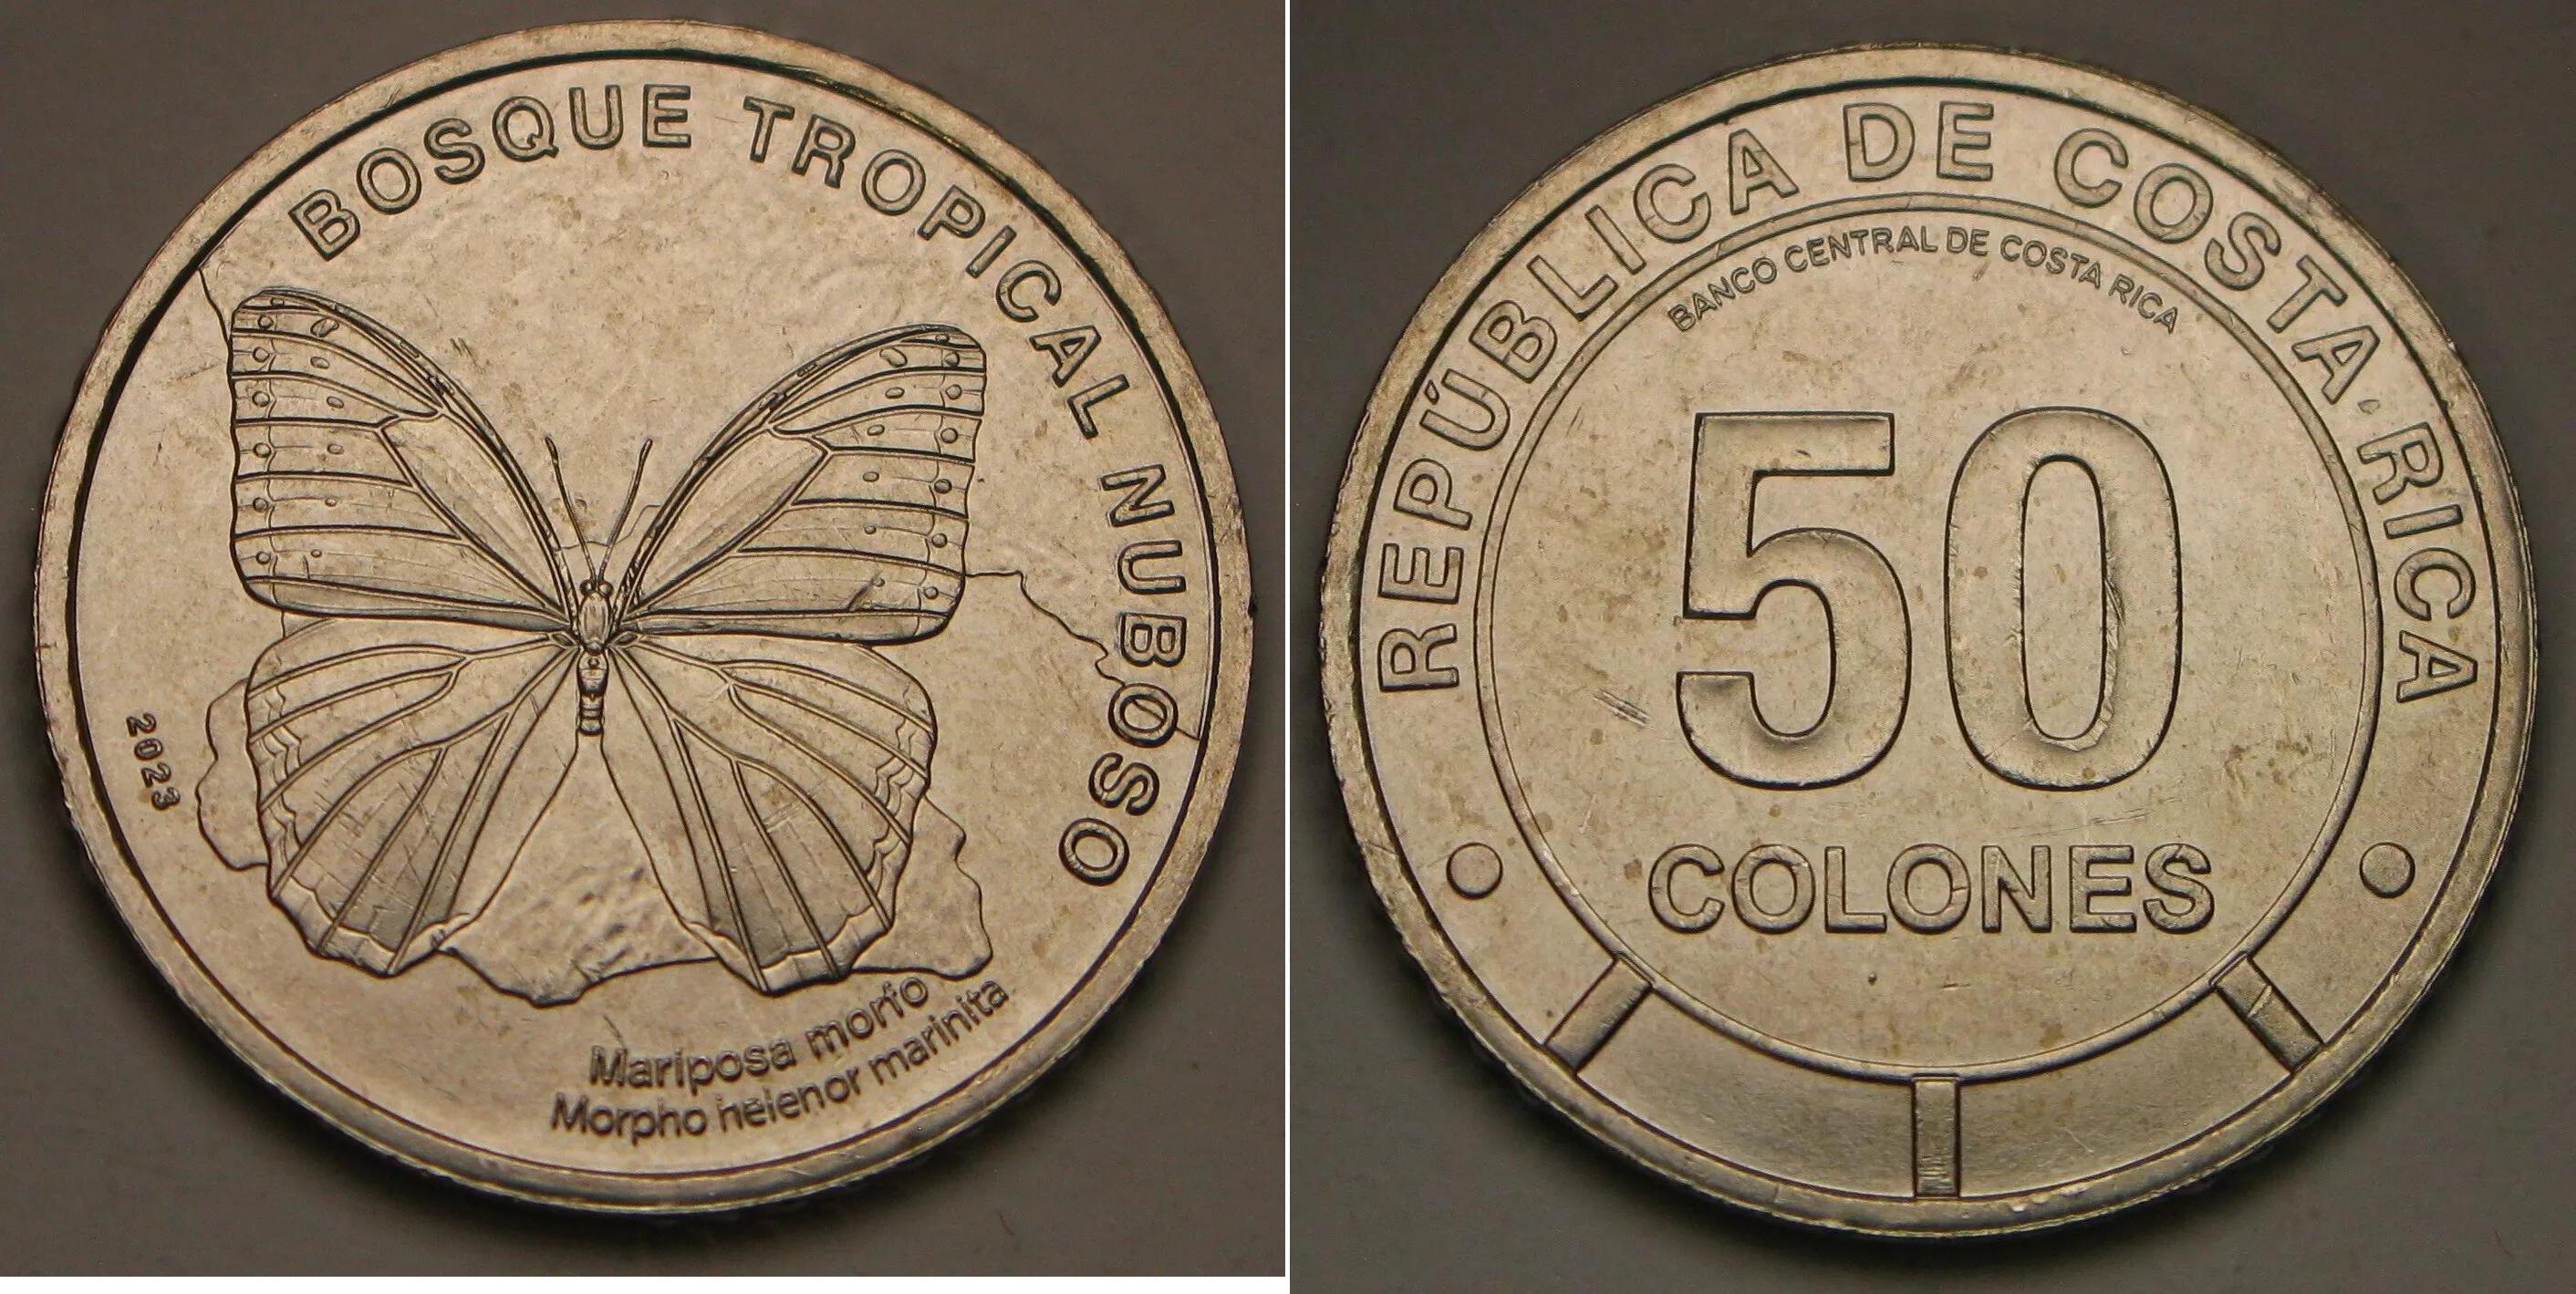 BOSQUE TROPICAL NUBOSO
2023
Mariposa morfo
Morpho helenor marinita
REPÚBLICA DE COSTA RICA
BANCO CENTRAL DE COSTA RICA
50
COLONES